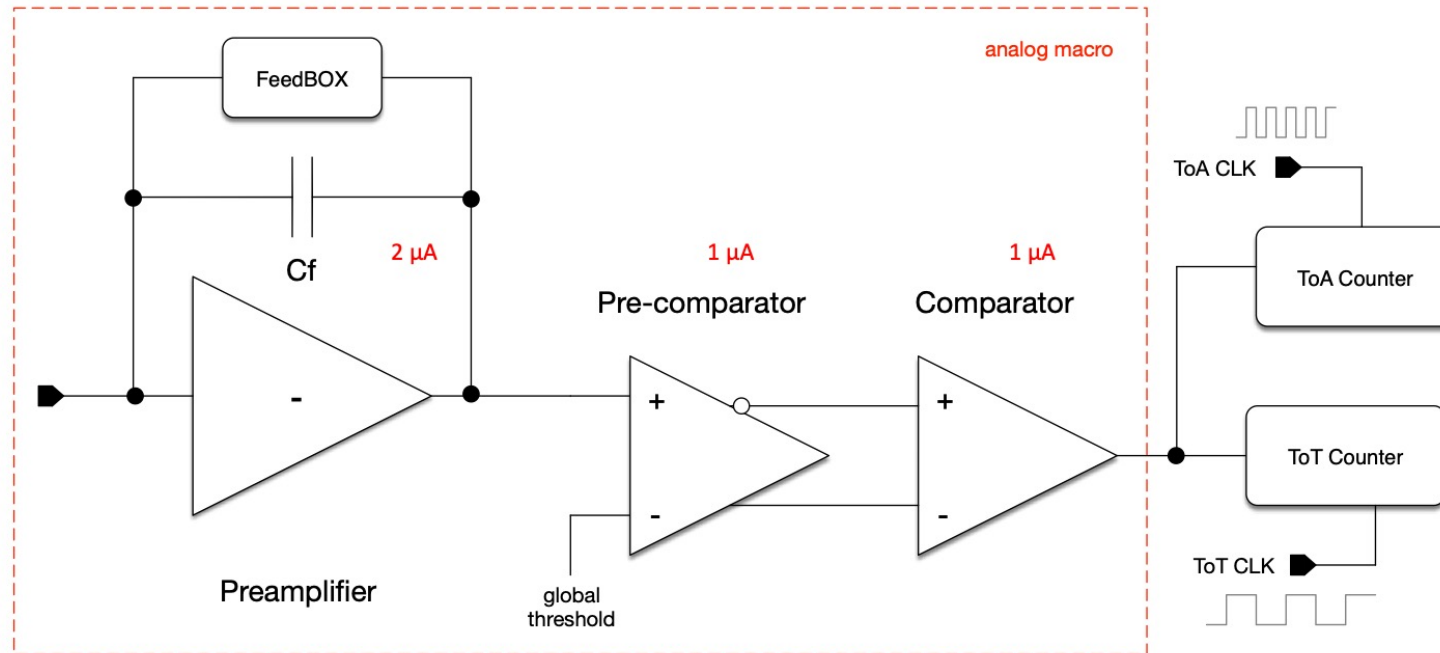 analog macro
FeedBOX
ToA CLK
2 µA
1 µA
1 µA
Cf
Pre-comparator
Comparator
ToA Counter
-
+
-
+
-
ToT Counter
ToT CLK
Preamplifier
global
threshold